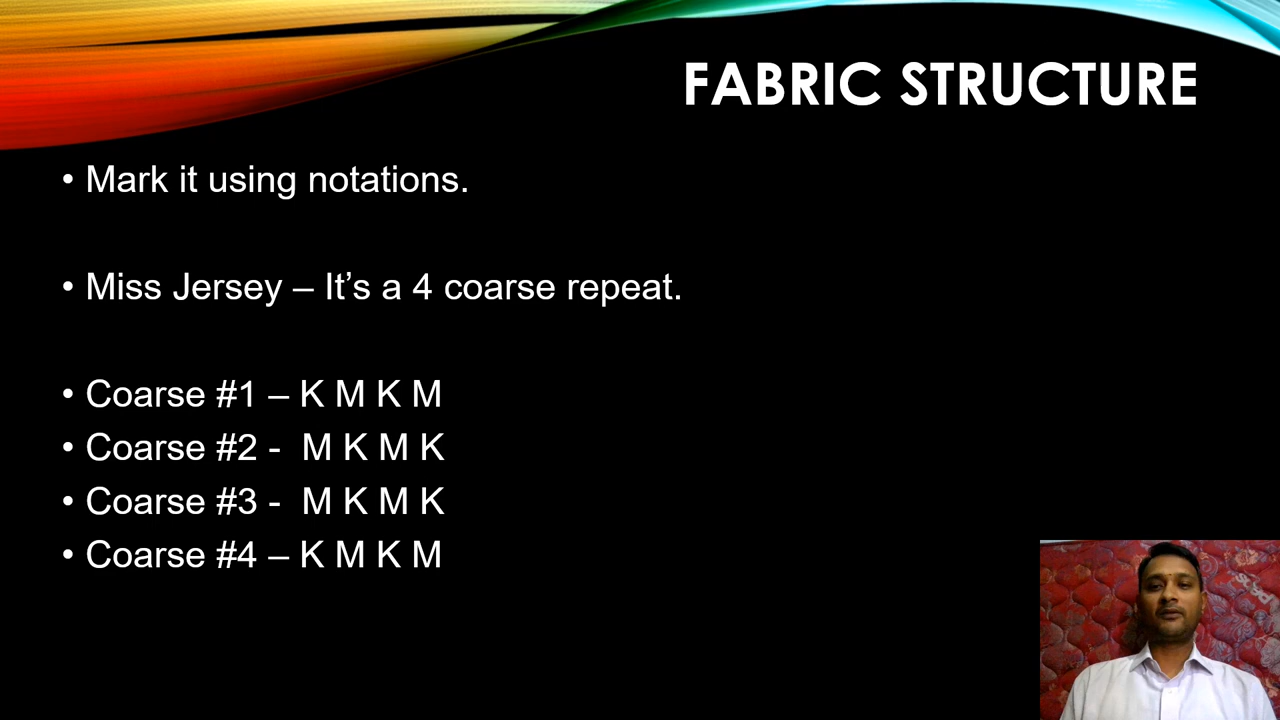 FABRIC STRUCTURE
• Mark it using notations.
• Miss Jersey – It’s a 4 coarse repeat.
• Coarse #1 – K M K M
• Coarse #2 - M K M K
• Coarse #3 - M K M K
• Coarse #4 – K M K M